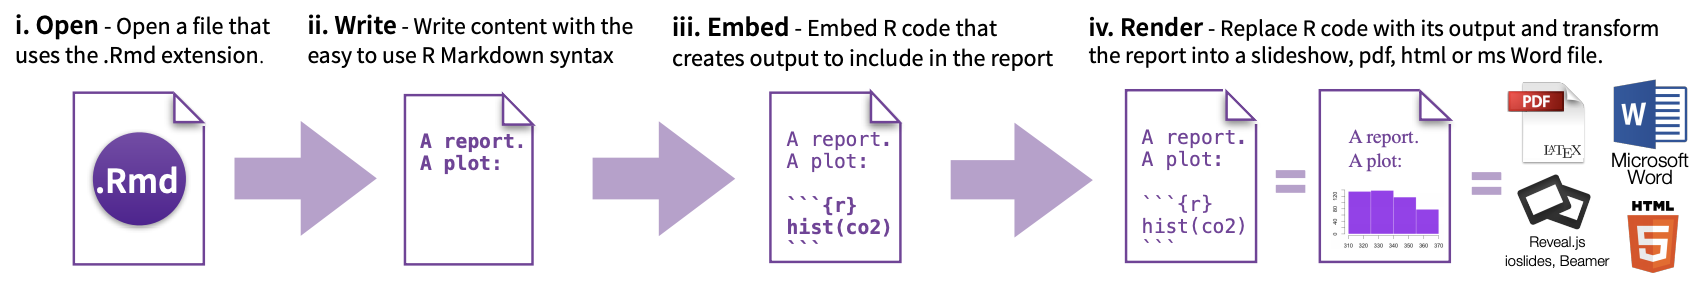 i. Open - Open a file that
uses the .Rmd extension.
ii. Write - Write content with the
easy to use R Markdown syntax
iii. Embed - Embed R code that
creates output to include in the report
iv. Render - Replace R code with its output and transform
the report into a slideshow, pdf, html or ms Word file.
.Rmd
A report.
A plot:
A report.
A plot:
```{r}
hist(co2)
```
A report.
A plot:
```{r}
hist(co2)
```
=
A report.
A plot:
0 40 80 120
310 320 330 340 350 360 370
=
PDF
LATEX
W
Microsoft
Word
Reveal.js
ioslides, Beamer
HTML
5